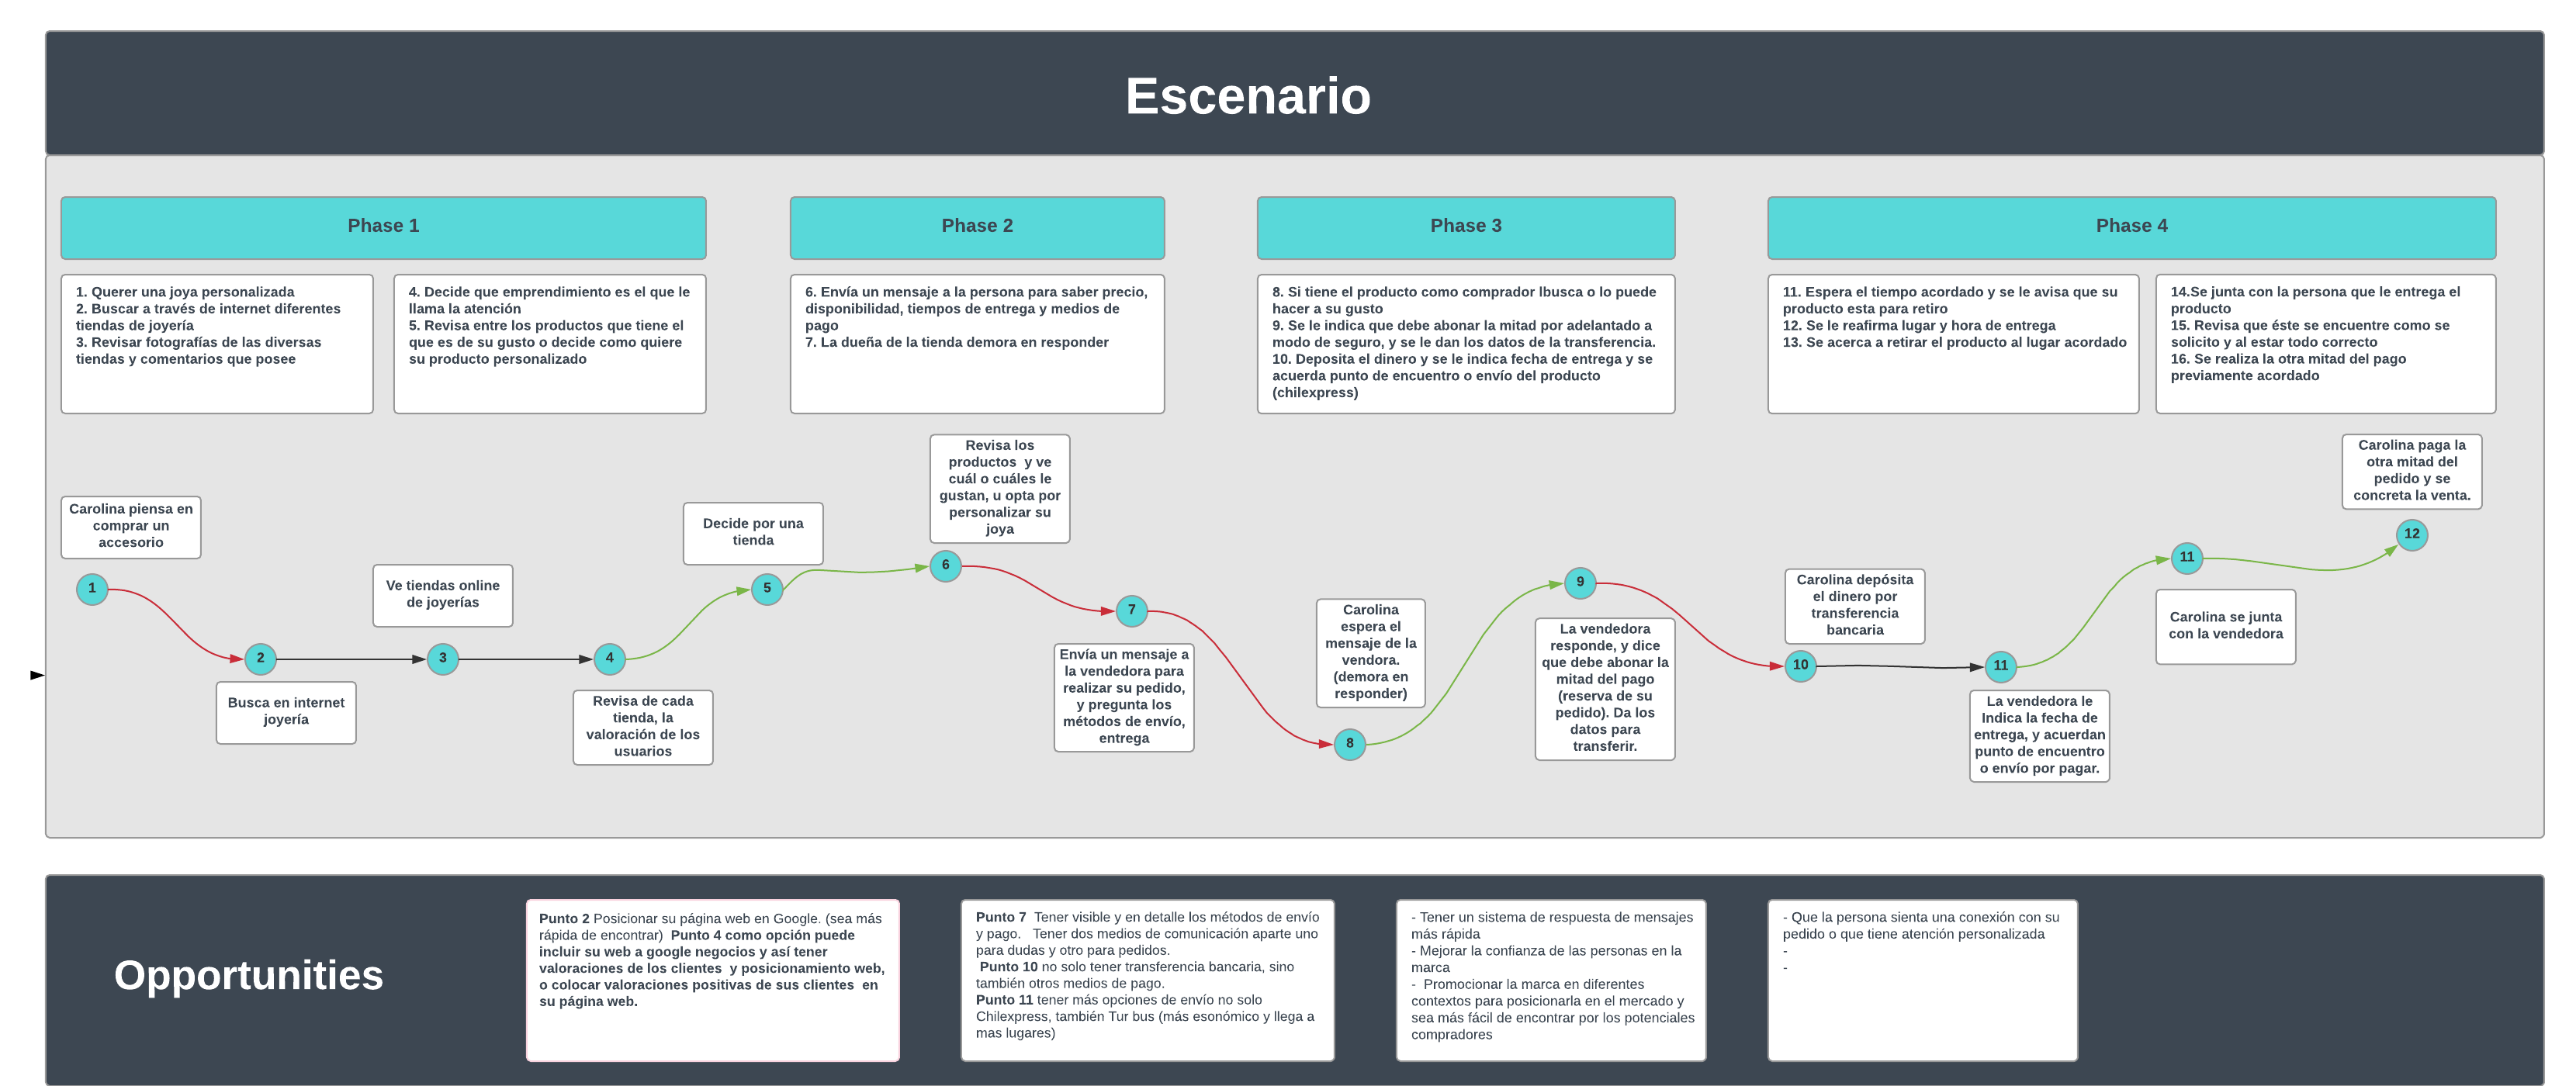 Escenario
Phase 1
Phase 2
Phase 3
Phase 4
1. Querer una joya personalizada
2. Buscar a través de internet diferentes
tiendas de joyería
3. Revisar fotografías de las diversas
tiendas y comentarios que posee
4. Decide que emprendimiento es el que le
llama la atención
5. Revisa entre los productos que tiene el
que es de su gusto o decide como quiere
su producto personalizado
6. Envía un mensaje a la persona para saber precio,
disponibilidad, tiempos de entrega y medios de
pago
7. La dueña de la tienda demora en responder
8. Si tiene el producto como comprador lbusca o lo puede
hacer a su gusto
9. Se le indica que debe abonar la mitad por adelantado a
modo de seguro, y se le dan los datos de la transferencia.
10. Deposita el dinero y se le indica fecha de entrega y se
acuerda punto de encuentro o envío del producto
(chilexpress)
11. Espera el tiempo acordado y se le avisa que su
producto esta para retiro
12. Se le reafirma lugar y hora de entrega
13. Se acerca a retirar el producto al lugar acordado
14.Se junta con la persona que le entrega el
producto
15. Revisa que éste se encuentre como se
solicito y al estar todo correcto
16. Se realiza la otra mitad del pago
previamente acordado
Carolina piensa en
comprar un
accesorio
1
2
Busca en internet
joyería
Ve tiendas online
de joyerías
3
4
Revisa de cada
tienda, la
valoración de los
usuarios
Decide por una
tienda
5
Revisa los
productos  y ve
cuál o cuáles le
gustan, u opta por
personalizar su
joya
6
7
Envía un mensaje a
la vendedora para
realizar su pedido,
y pregunta los
métodos de envío,
entrega
Carolina
espera el
mensaje de la
vendora.
(demora en
responder)
8
9
La vendedora
responde, y dice
que debe abonar la
mitad del pago
(reserva de su
pedido). Da los
datos para
transferir.
Carolina depósita
el dinero por
transferencia
bancaria
10
11
La vendedora le
Indica la fecha de
entrega, y acuerdan
punto de encuentro
o envío por pagar.
11
Carolina se junta
con la vendedora
Carolina paga la
otra mitad del
pedido y se
concreta la venta.
12
Opportunities
Punto 2 Posicionar su página web en Google. (sea más
rápida de encontrar)  Punto 4 como opción puede
incluir su web a google negocios y así tener
valoraciones de los clientes  y posicionamiento web,
o colocar valoraciones positivas de sus clientes  en
su página web.
Punto 7  Tener visible y en detalle los métodos de envío
y pago.   Tener dos medios de comunicación aparte uno
para dudas y otro para pedidos.
Punto 10 no solo tener transferencia bancaria, sino
también otros medios de pago.
Punto 11 tener más opciones de envío no solo
Chilexpress, también Tur bus (más esonómico y llega a
mas lugares)
- Tener un sistema de respuesta de mensajes
más rápida
- Mejorar la confianza de las personas en la
marca
-  Promocionar la marca en diferentes
contextos para posicionarla en el mercado y
sea más fácil de encontrar por los potenciales
compradores
- Que la persona sienta una conexión con su
pedido o que tiene atención personalizada
-
-